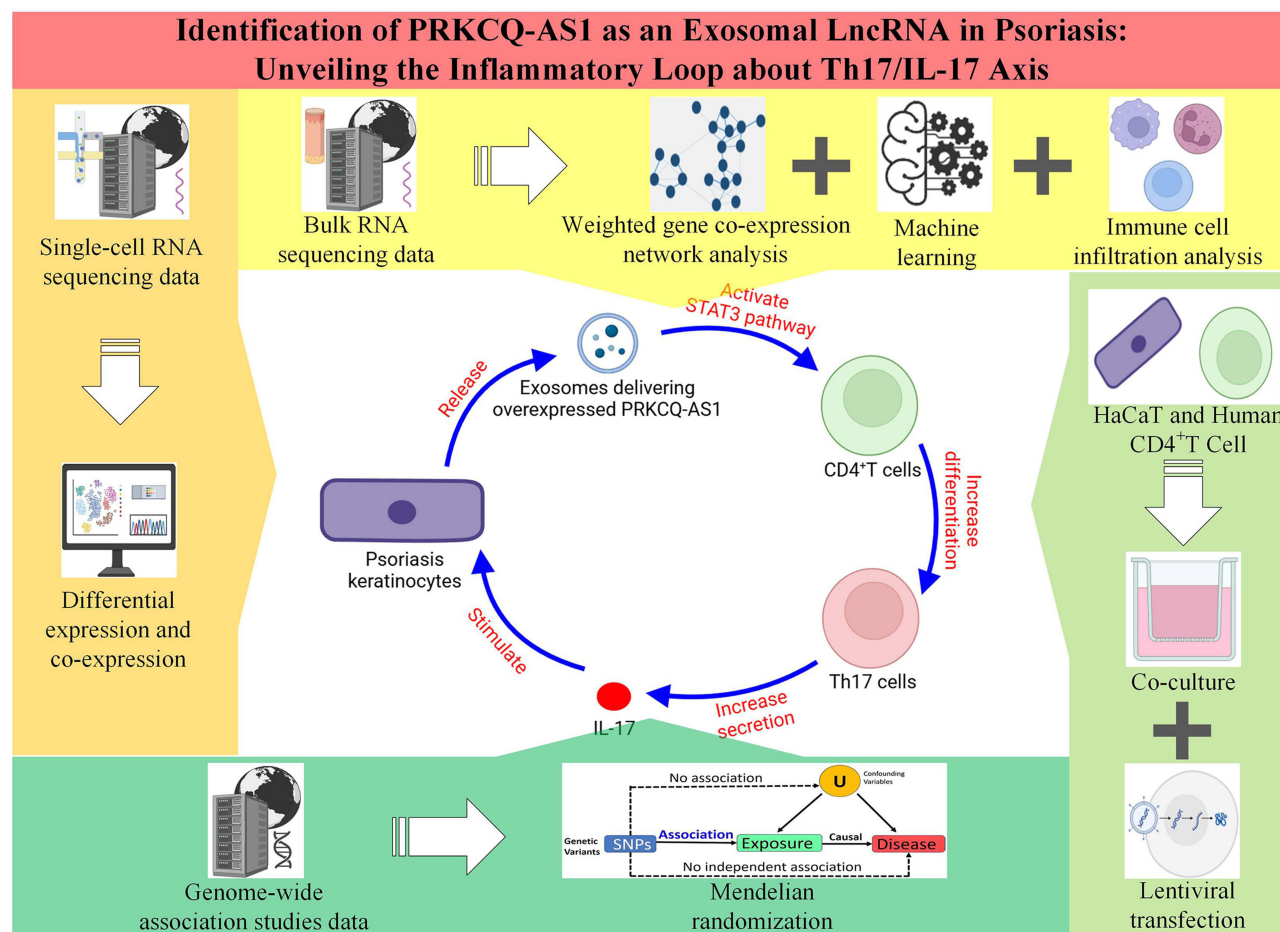 Identification of PRKCQ-AS1 as an Exosomal LncRNA in Psoriasis:
Unveiling the Inflammatory Loop about Th17/IL-17 Axis
Single-cell RNA
sequencing data
Differential
expression and
co-expression
Bulk RNA
sequencing data
Weighted gene co-expression
network analysis
Machine
learning
Immune cell
infiltration analysis
Activate
STAT3 pathway
Release
Exosomes delivering
overexpressed PRKCQ-AS1
CD4⁺T cells
Increase
differentiation
Psoriasis
keratinocytes
Stimulate
IL-17
Increase
secretion
Th17 cells
HaCaT and Human
CD4⁺T Cell
Co-culture
Lentiviral
transfection
Genome-wide
association studies data
No association
U
Confounding
Variables
Genetic
Variants
SNPs
Association
Exposure
Causal
Disease
No independent association
Mendelian
randomization